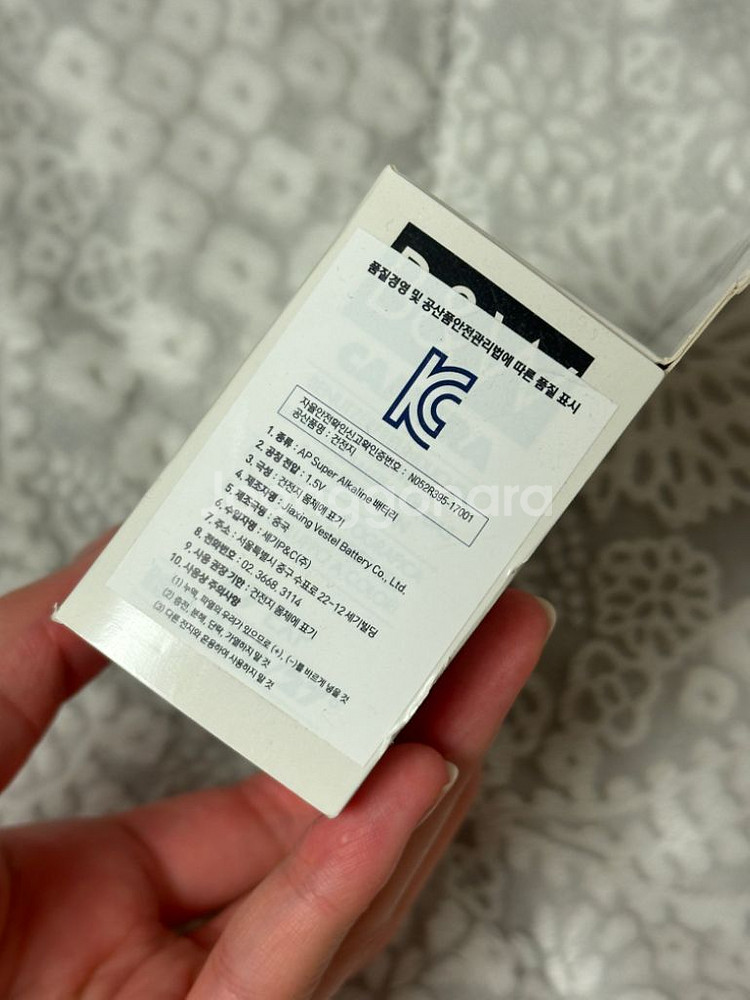 품질경영 및 공산품안전관리법에 따른 품질 표시
KC
자율안전확인신고확인증번호 : N052R395-17001
공산품명 : 건전지
1. 종류 : AP Super Alkaline 배터리
2. 공칭 전압 : 1,5V
3. 극성 : 건전지 몸체에 표기
4. 제조자명 : Jiaxing Vestel Battery Co., Ltd.
5. 제조국명 : 중국
6. 수입자명 : 세기P&C(주)
7. 주소 : 서울특별시 중구 수표로 22-12 세기빌딩
8. 전화번호 : 02. 3668. 3114
9. 사용 권장 기한 : 건전지 몸체에 표기
10. 사용상 주의사항
(1) 누액, 파열의 우려가 있으므로 (+), (-)를 바르게 넣을 것
(2) 충전, 분해, 단락, 가열하지 말 것
(3) 다른 전지와 혼용하여 사용하지 말 것